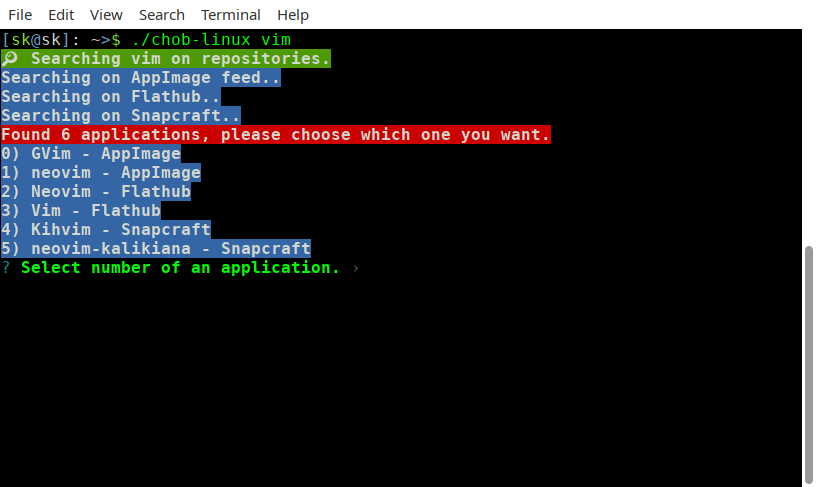 File Edit View Search Terminal Help
[sk@sk]: ~>$ ./chob-linux vim
🔎 Searching vim on repositories.
Searching on AppImage feed..
Searching on Flathub..
Searching on Snapcraft..
Found 6 applications, please choose which one you want.
0) GVim - AppImage
1) neovim - AppImage
2) Neovim - Flathub
3) Vim - Flathub
4) Kihvim - Snapcraft
5) neovim-kalikiana - Snapcraft
? Select number of an application. ›